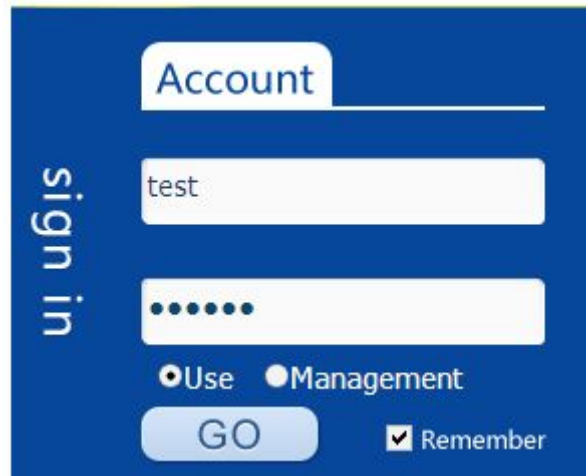 Account
sign in
test
••••••
Use Management
GO Remember